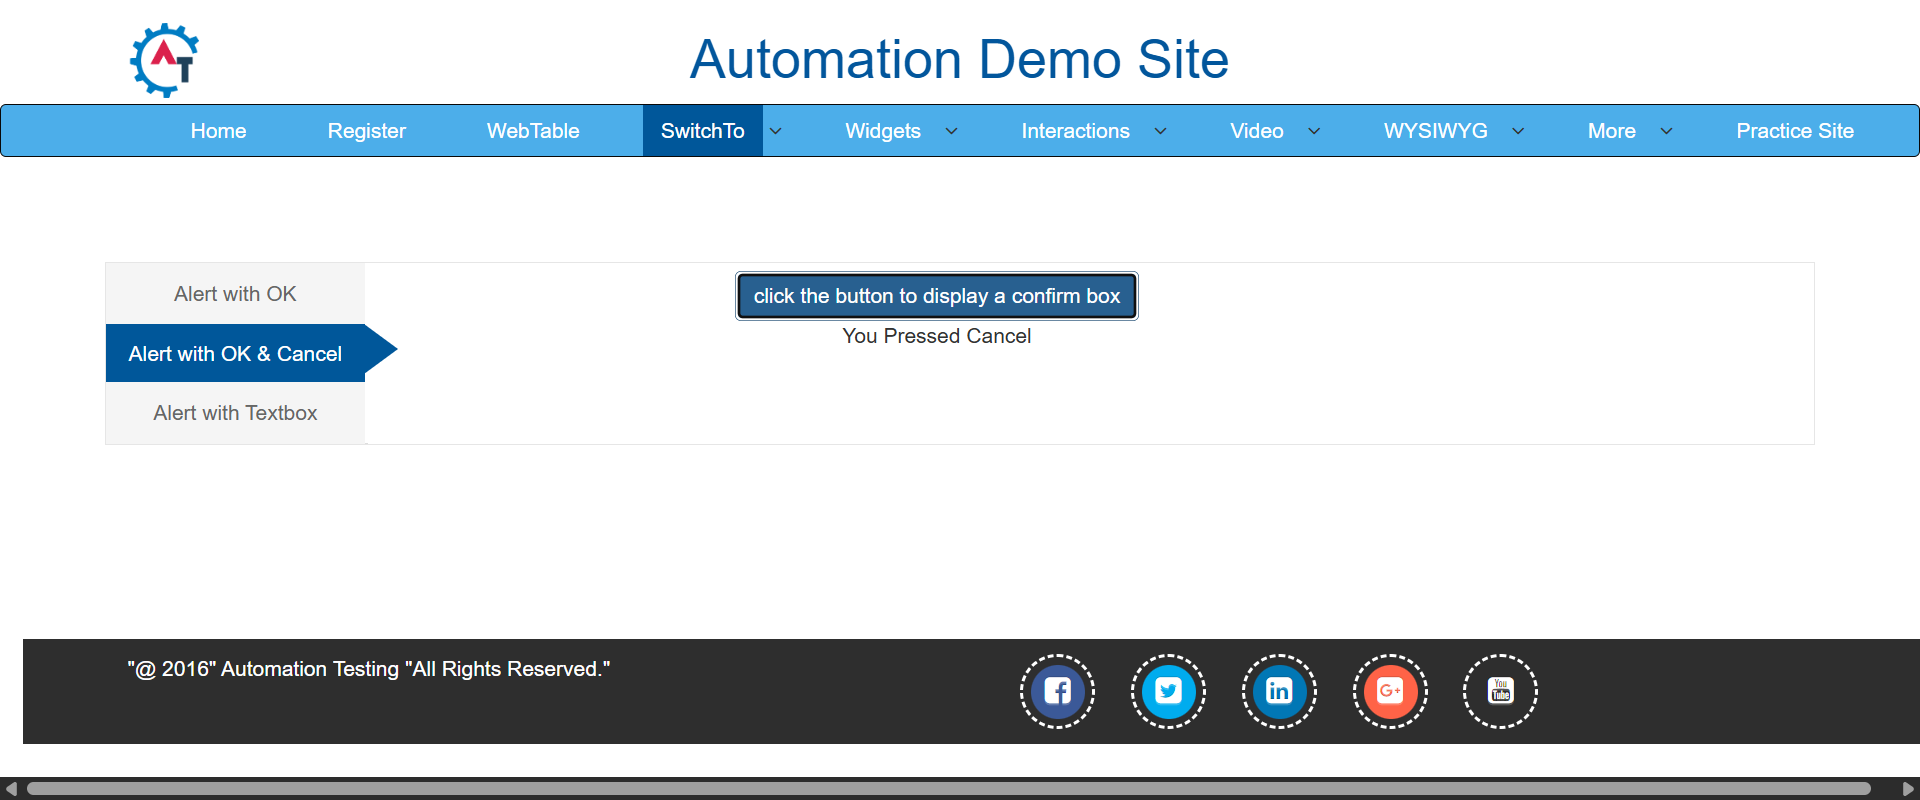 AT
Automation Demo Site
Home Register WebTable SwitchTo Widgets Interactions Video WYSIWYG More Practice Site
Alert with OK
click the button to display a confirm box
You Pressed Cancel
Alert with OK & Cancel
Alert with Textbox
"@ 2016" Automation Testing "All Rights Reserved."
f in G+ You Tube